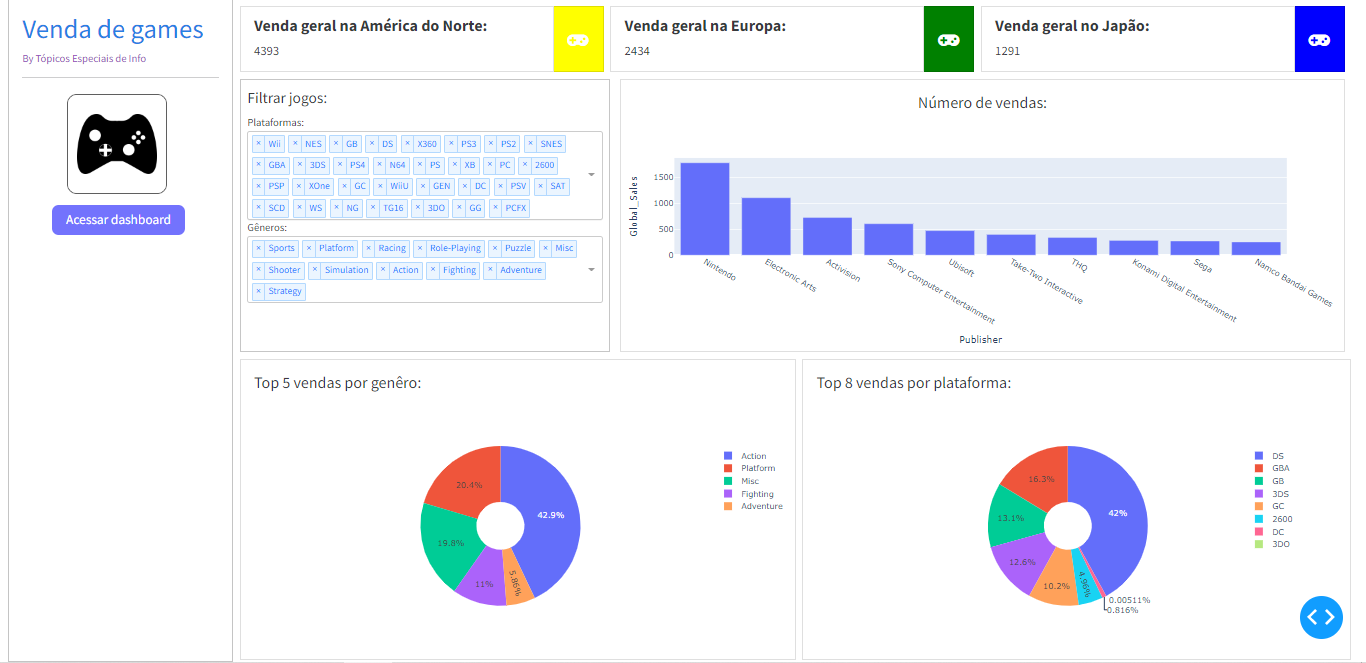 Venda de games
By Tópicos Especiais de Info
Acessar dashboard
Venda geral na América do Norte:
4393
Venda geral na Europa:
2434
Venda geral no Japão:
1291
Filtrar jogos:
Plataformas:
× Wii × NES × GB × DS × X360 × PS3 × PS2 × SNES
× GBA × 3DS × PS4 × N64 × PS × XB × PC × 2600
× PSP × XOne × GC × WiiU × GEN × DC × PSV × SAT
× SCD × WS × NG × TG16 × 3DO × GG × PCFX
Gêneros:
× Sports × Platform × Racing × Role-Playing × Puzzle × Misc
× Shooter × Simulation × Action × Fighting × Adventure
× Strategy
Número de vendas:
Global_Sales
1500
1000
500
0
Nintendo
Electronic Arts
Activision
Sony Computer Entertainment
Ubisoft
Take-Two Interactive
THQ
Konami Digital Entertainment
Sega
Namco Bandai Games
Publisher
Top 5 vendas por genêro:
42.9%
20.4%
19.8%
11%
5.86%
Action
Platform
Misc
Fighting
Adventure
Top 8 vendas por plataforma:
42%
16.3%
13.1%
12.6%
10.2%
4.96%
0.00511%
0.816%
DS
GBA
GB
3DS
GC
2600
DC
3DO